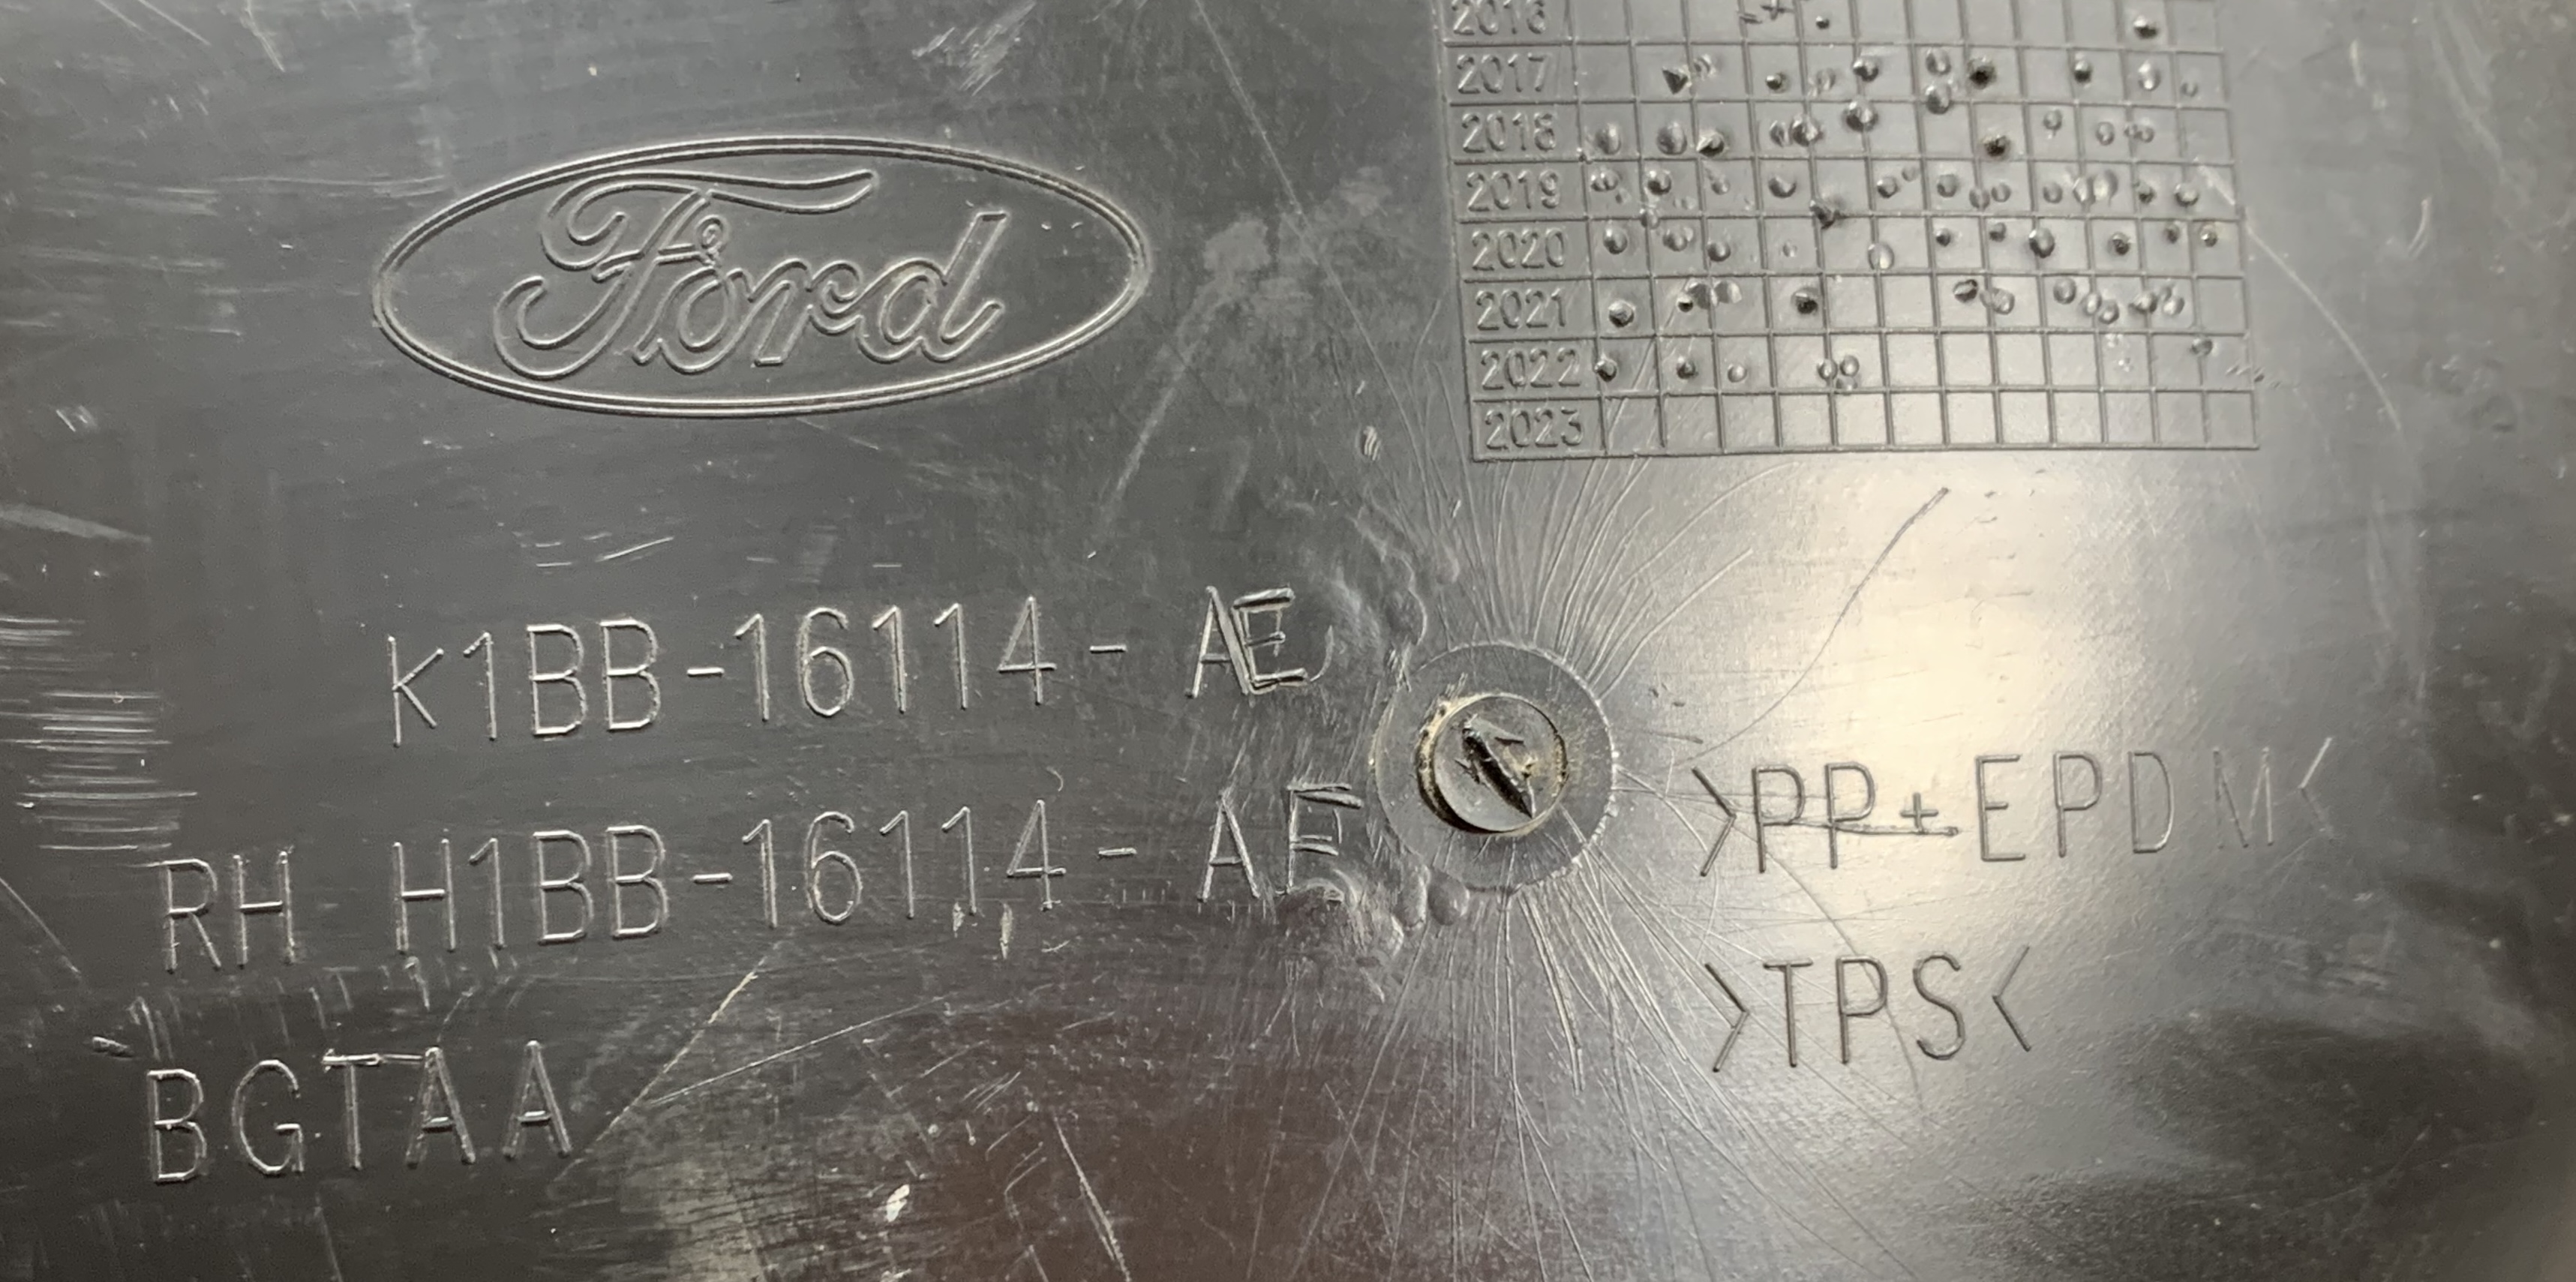 Ford
K1BB-16114-AE
RH H1BB-16114-AE
BGTAA
2016
2017
2018
2019
2020
2021
2022
2023
>PP+EPDM<
>TPS<